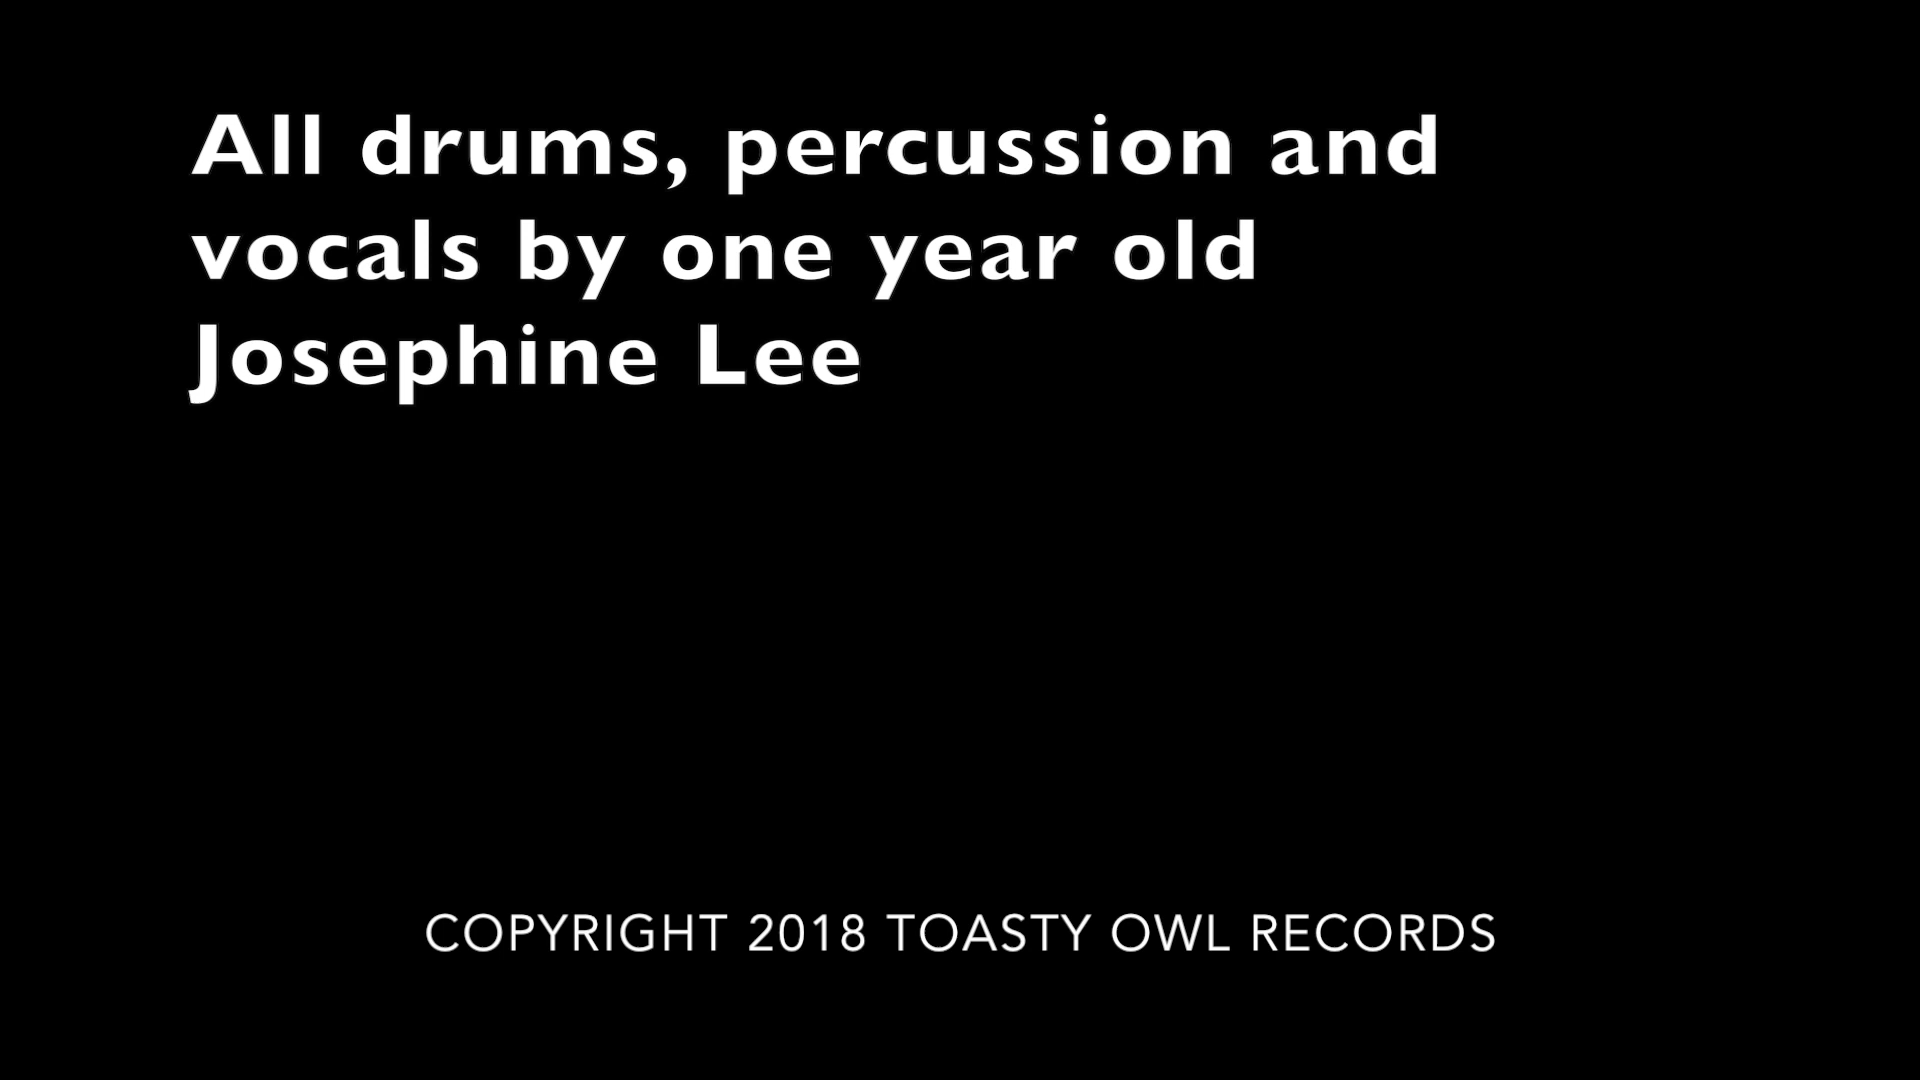 All drums, percussion and
vocals by one year old
Josephine Lee
COPYRIGHT 2018 TOASTY OWL RECORDS